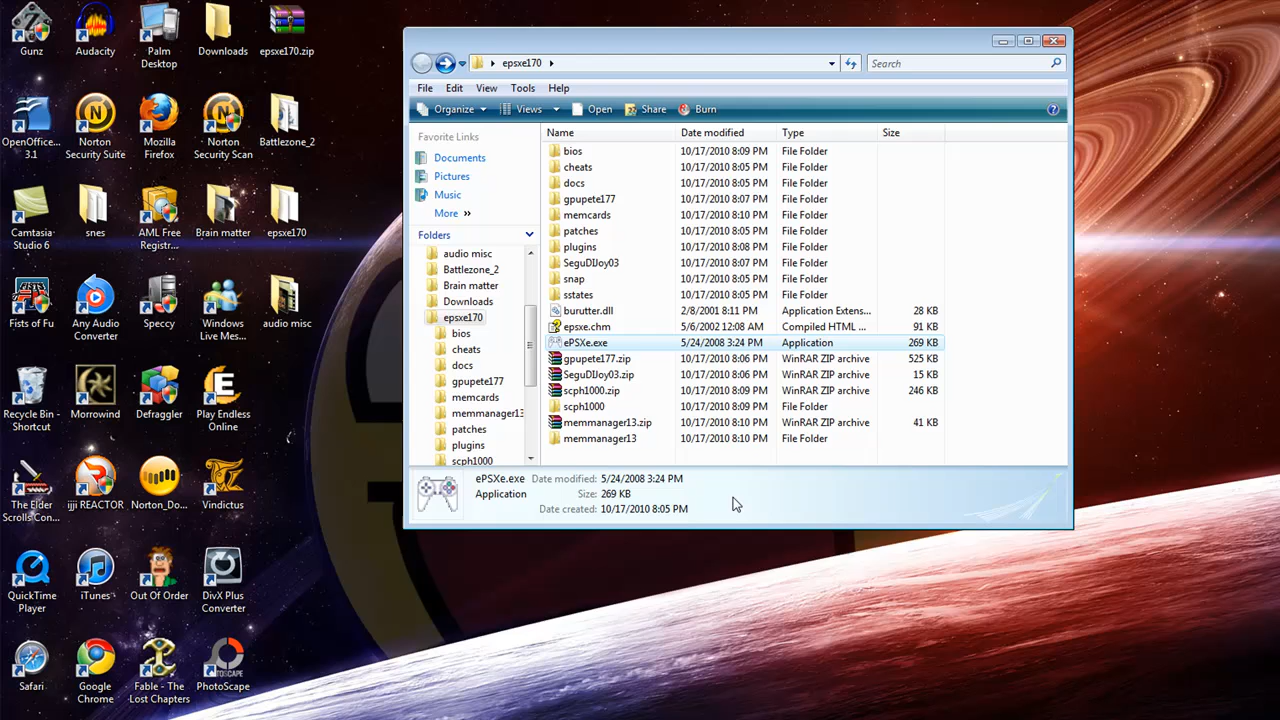 Gunz
Audacity
Palm
Desktop
Downloads
epsxe170.zip
OpenOffice...
3.1
Norton
Security Suite
Mozilla
Firefox
Norton
Security Scan
Battlezone_2
Camtasia
Studio 6
snes
AML Free
Registr...
Brain matter
epsxe170
Fists of Fu
Any Audio
Converter
Speccy
Windows
Live Mes...
audio misc
Recycle Bin -
Shortcut
Morrowind
Defraggler
Play Endless
Online
The Elder
Scrolls Con...
ijji REACTOR
Norton_Do...
Vindictus
QuickTime
Player
iTunes
Out Of Order
DivX Plus
Converter
Safari
Google
Chrome
Fable - The
Lost Chapters
PhotoScape
epsxe170
Search
File Edit View Tools Help
Organize Views Open Share Burn
Favorite Links
Documents
Pictures
Music
More »
Folders
audio misc
Battlezone_2
Brain matter
Downloads
epsxe170
bios
cheats
docs
gpupete177
memcards
memmanager13
patches
plugins
scph1000
Name Date modified Type Size
bios 10/17/2010 8:09 PM File Folder
cheats 10/17/2010 8:05 PM File Folder
docs 10/17/2010 8:05 PM File Folder
gpupete177 10/17/2010 8:07 PM File Folder
memcards 10/17/2010 8:10 PM File Folder
patches 10/17/2010 8:05 PM File Folder
plugins 10/17/2010 8:08 PM File Folder
SeguDIJoy03 10/17/2010 8:07 PM File Folder
snap 10/17/2010 8:05 PM File Folder
sstates 10/17/2010 8:05 PM File Folder
burutter.dll 2/8/2001 8:11 PM Application Extens... 28 KB
epsxe.chm 5/6/2002 12:08 AM Compiled HTML ... 91 KB
ePSXe.exe 5/24/2008 3:24 PM Application 269 KB
gpupete177.zip 10/17/2010 8:06 PM WinRAR ZIP archive 525 KB
SeguDIJoy03.zip 10/17/2010 8:06 PM WinRAR ZIP archive 15 KB
scph1000.zip 10/17/2010 8:09 PM WinRAR ZIP archive 246 KB
scph1000 10/17/2010 8:09 PM File Folder
memmanager13.zip 10/17/2010 8:10 PM WinRAR ZIP archive 41 KB
memmanager13 10/17/2010 8:10 PM File Folder
ePSXe.exe Date modified: 5/24/2008 3:24 PM
Application Size: 269 KB
Date created: 10/17/2010 8:05 PM